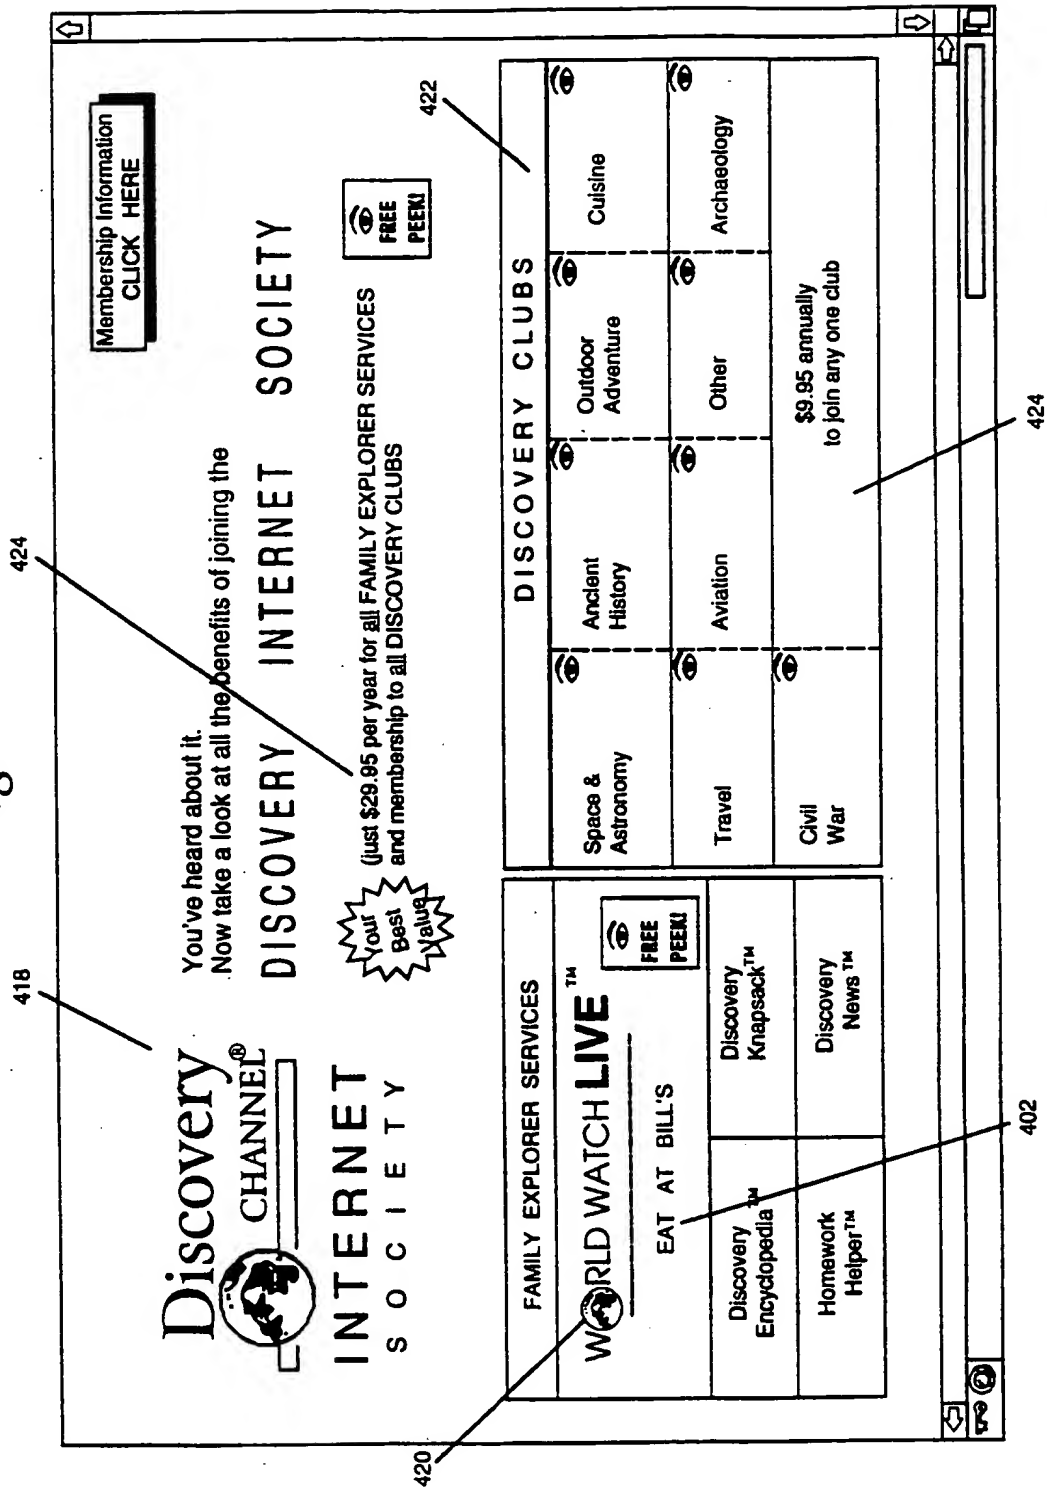 418
424
Membership Information
CLICK HERE
Discovery
CHANNEL®
INTERNET
SOCIETY
You've heard about it.
Now take a look at all the benefits of joining the
DISCOVERY INTERNET SOCIETY
Your
Best
Value
(just $29.95 per year for all FAMILY EXPLORER SERVICES
and membership to all DISCOVERY CLUBS
FREE
PEEK!
422
420
FAMILY EXPLORER SERVICES
WORLD WATCH LIVE™
FREE
PEEK!
EAT AT BILL'S
Discovery
Encyclopedia™
Discovery
Knapsack™
Homework
Helper™
Discovery
News™
DISCOVERY CLUBS
Space &
Astronomy
Ancient
History
Outdoor
Adventure
Cuisine
Travel
Aviation
Other
Archaeology
Civil
War
$9.95 annually
to join any one club
402
424